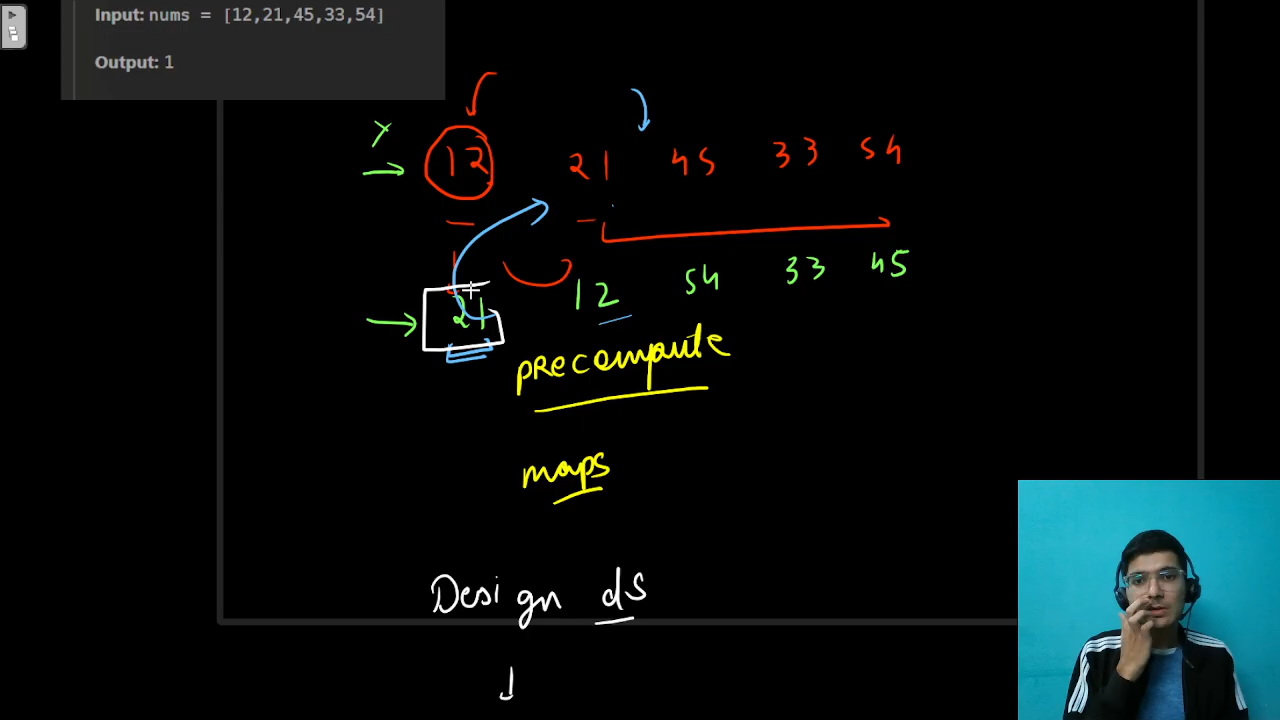 Input: nums = [12,21,45,33,54]
Output: 1
12 21 45 33 54
21 12 54 33 45
precompute
maps
Design ds